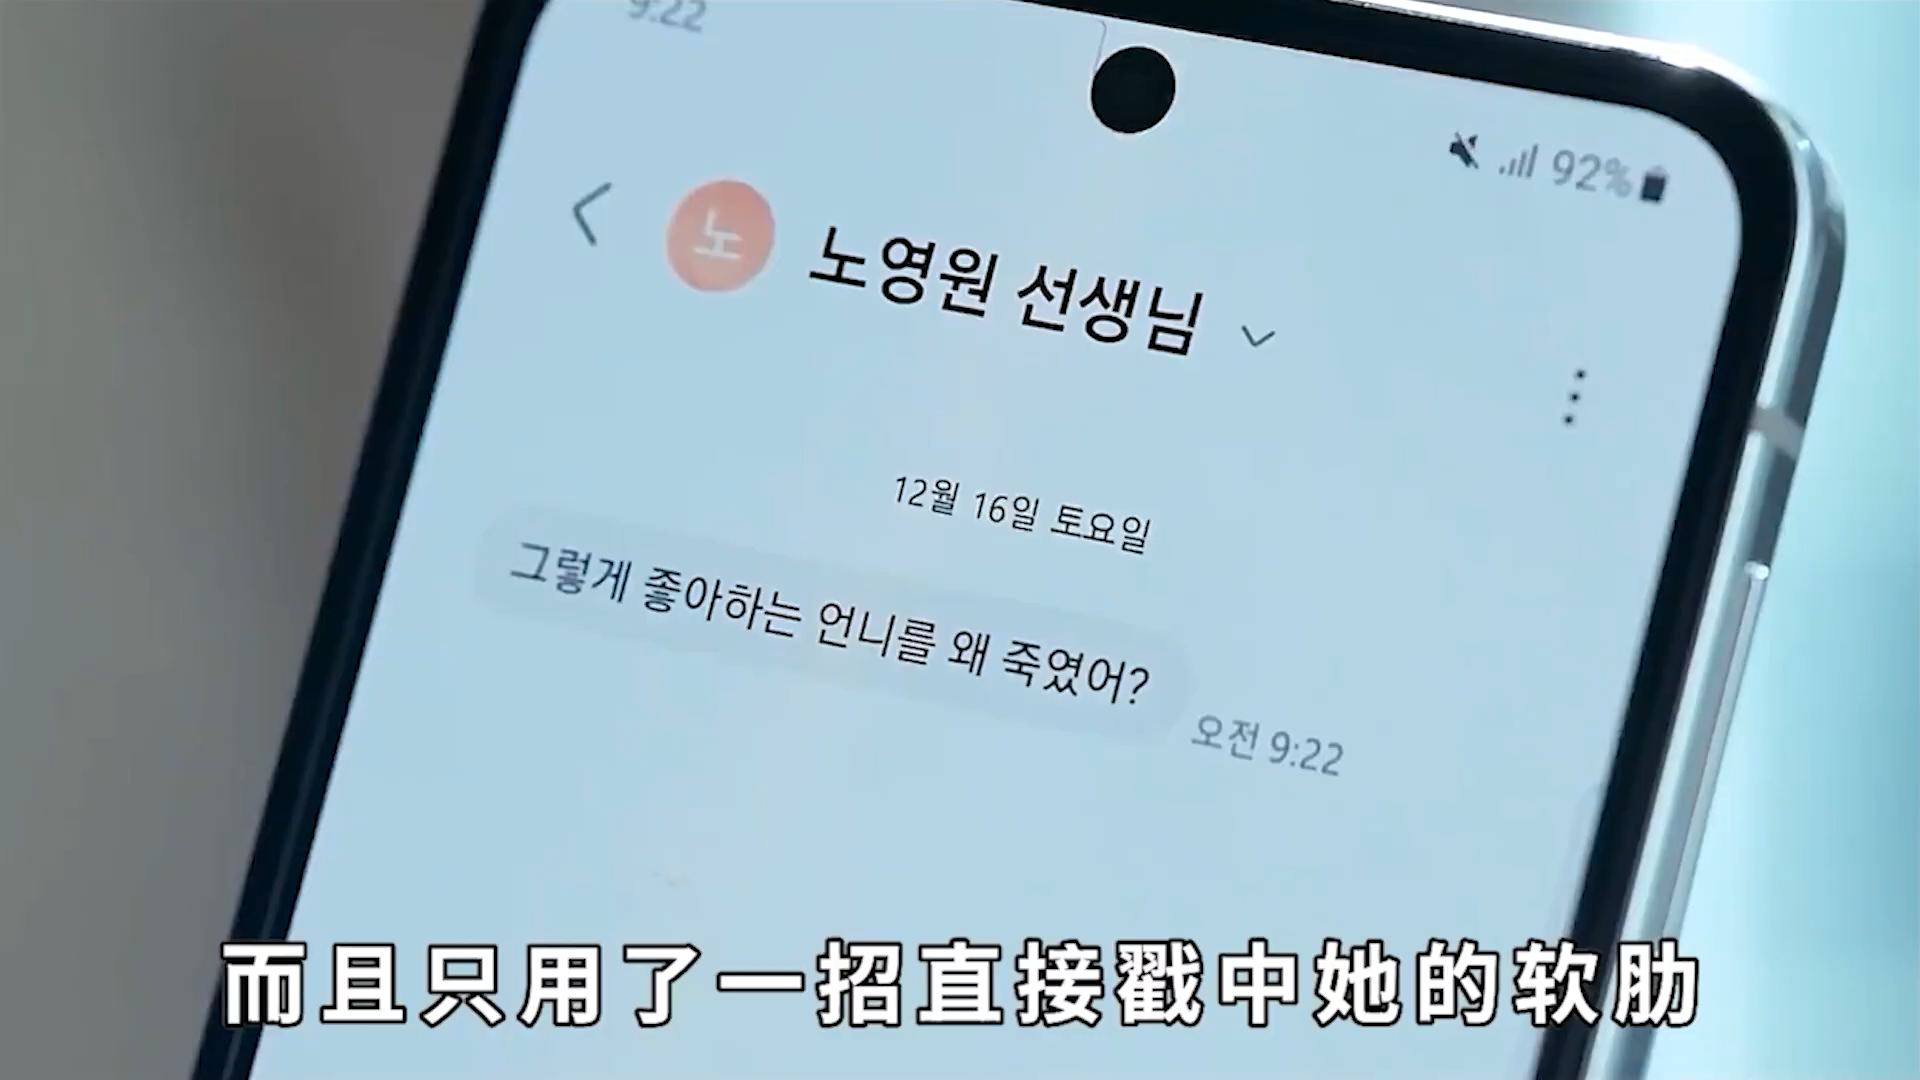 9:22
92%
노
노영원 선생님
12월 16일 토요일
그렇게 좋아하는 언니를 왜 죽였어?
오전 9:22
而且只用了一招直接戳中她的软肋